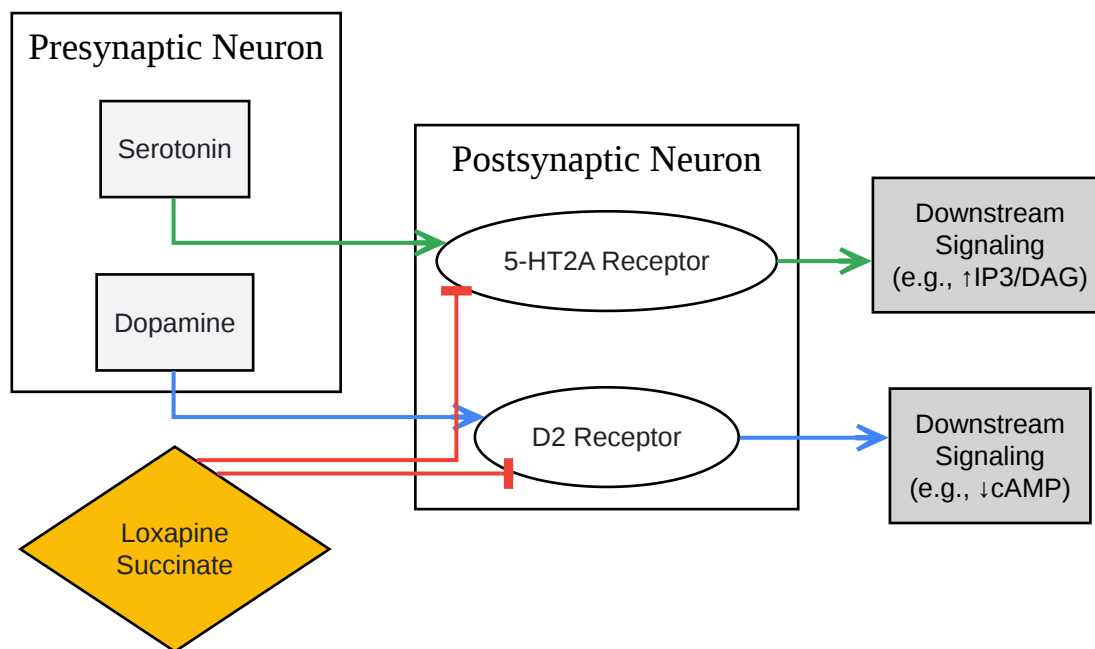 Presynaptic Neuron
Serotonin
Dopamine
Postsynaptic Neuron
5-HT2A Receptor
D2 Receptor
Downstream
Signaling
(e.g., ↑IP3/DAG)
Downstream
Signaling
(e.g., ↓cAMP)
Loxapine
Succinate